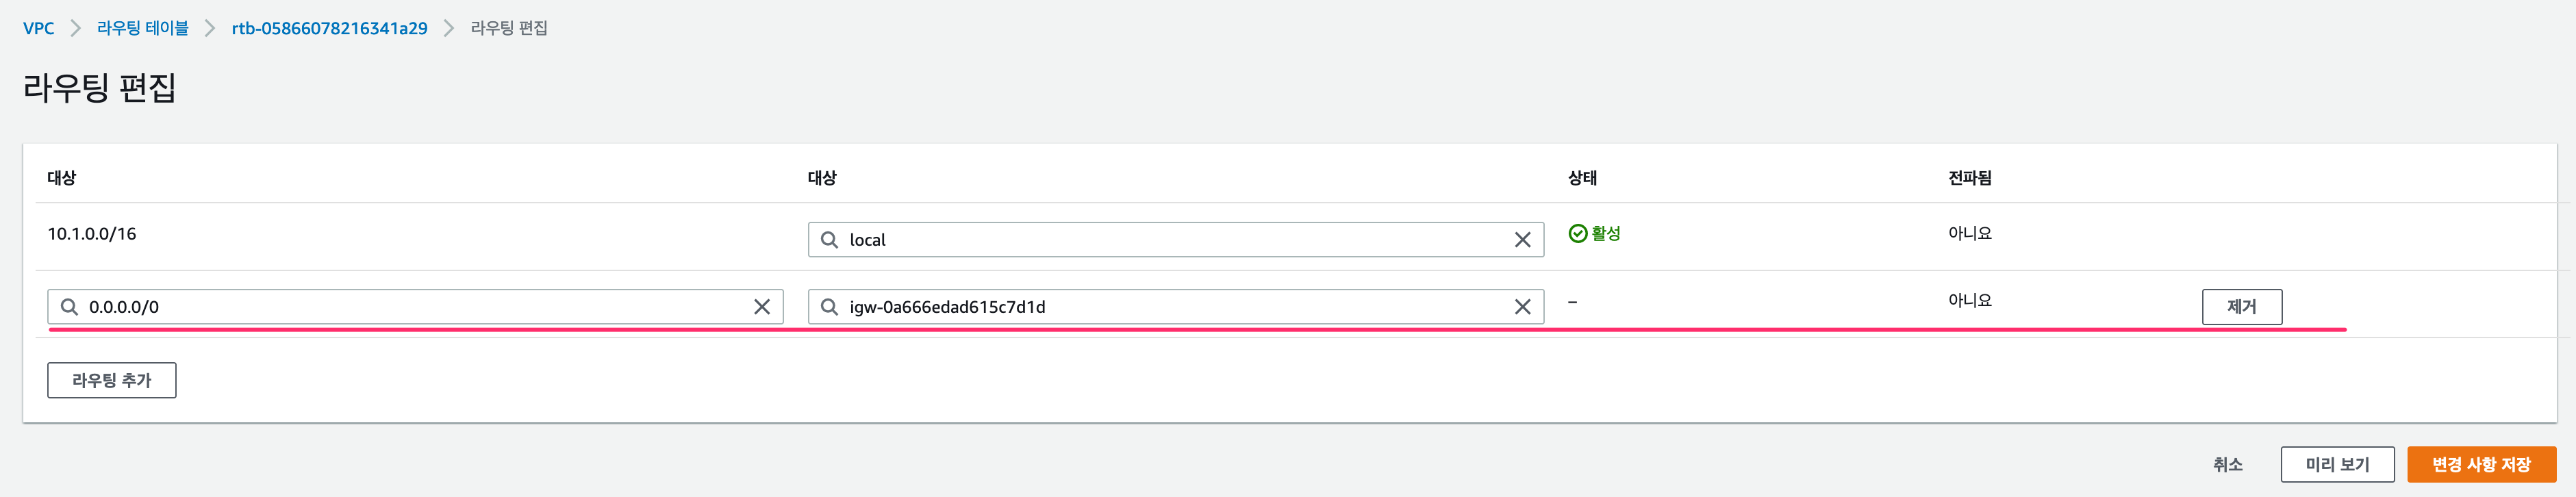 VPC 라우팅 테이블 rtb-05866078216341a29 라우팅 편집
라우팅 편집
대상 대상 상태 전파됨
10.1.0.0/16 local 활성 아니요
0.0.0.0/0 igw-0a666edad615c7d1d – 아니요 제거
라우팅 추가
취소 미리 보기 변경 사항 저장